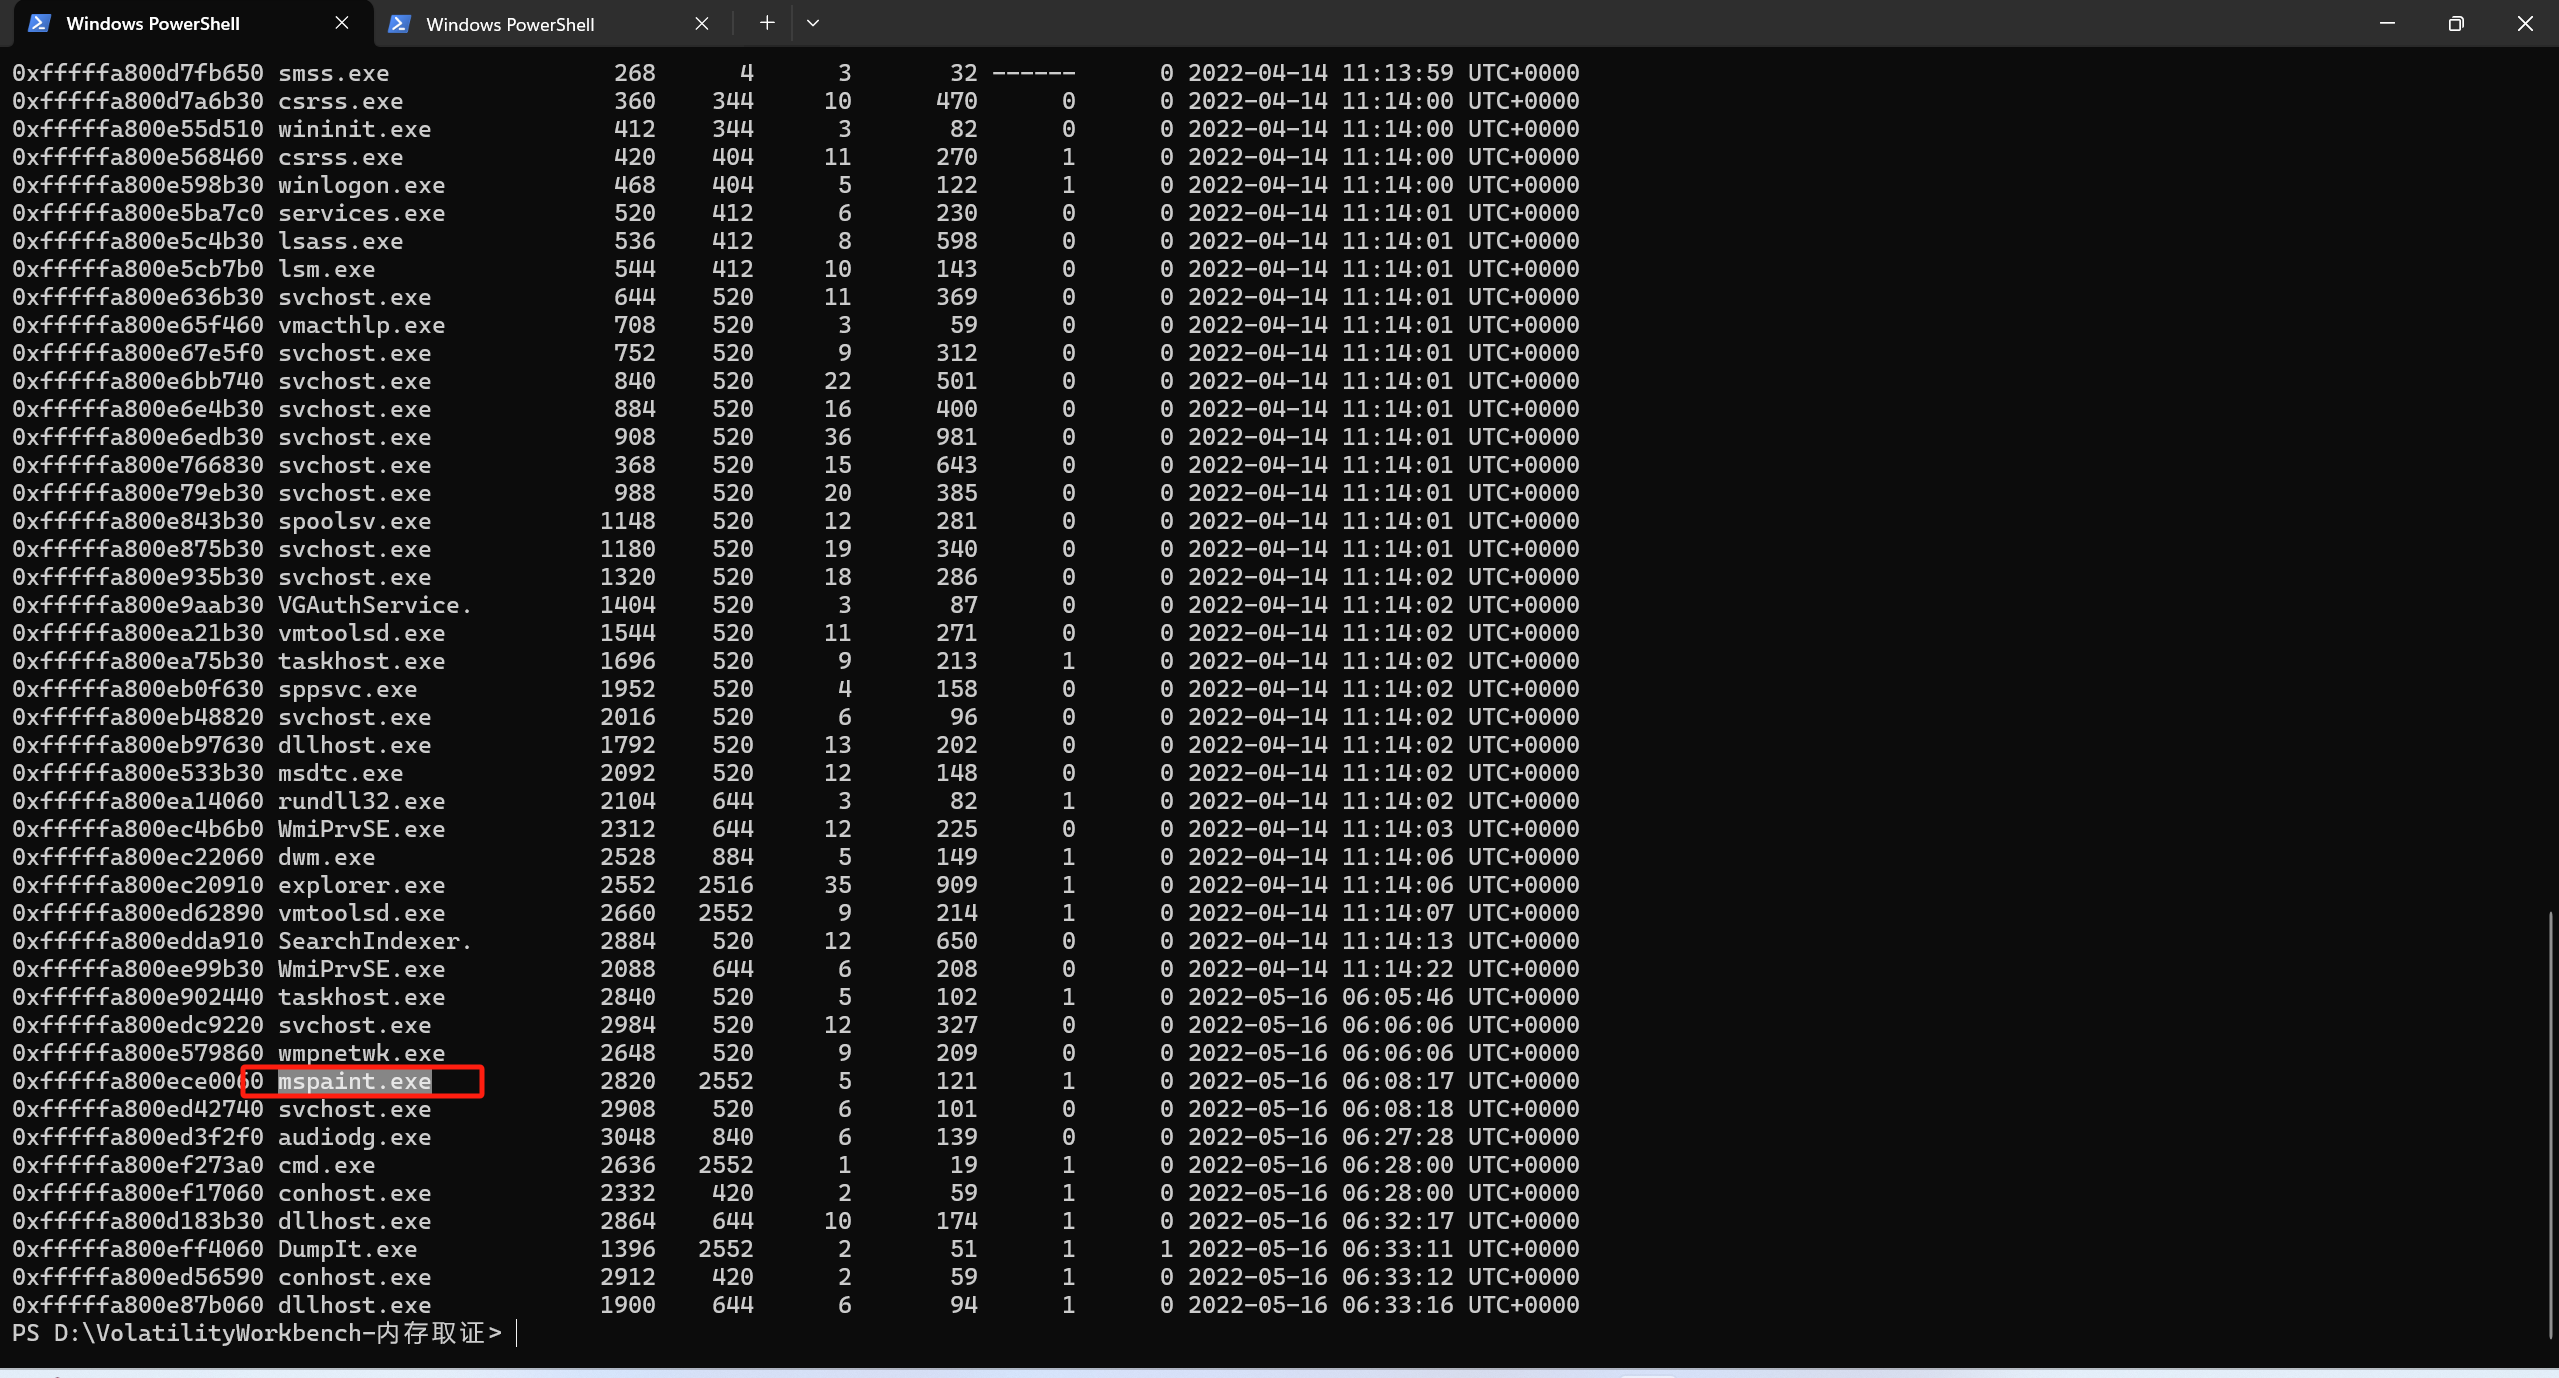 Windows PowerShell
Windows PowerShell
0xfffffa800d7fb650 smss.exe 268 4 3 32 ------ 0 2022-04-14 11:13:59 UTC+0000
0xfffffa800d7a6b30 csrss.exe 360 344 10 470 0 0 2022-04-14 11:14:00 UTC+0000
0xfffffa800e55d510 wininit.exe 412 344 3 82 0 0 2022-04-14 11:14:00 UTC+0000
0xfffffa800e568460 csrss.exe 420 404 11 270 1 0 2022-04-14 11:14:00 UTC+0000
0xfffffa800e598b30 winlogon.exe 468 404 5 122 1 0 2022-04-14 11:14:00 UTC+0000
0xfffffa800e5ba7c0 services.exe 520 412 6 230 0 0 2022-04-14 11:14:01 UTC+0000
0xfffffa800e5c4b30 lsass.exe 536 412 8 598 0 0 2022-04-14 11:14:01 UTC+0000
0xfffffa800e5cb7b0 lsm.exe 544 412 10 143 0 0 2022-04-14 11:14:01 UTC+0000
0xfffffa800e636b30 svchost.exe 644 520 11 369 0 0 2022-04-14 11:14:01 UTC+0000
0xfffffa800e65f460 vmacthlp.exe 708 520 3 59 0 0 2022-04-14 11:14:01 UTC+0000
0xfffffa800e67e5f0 svchost.exe 752 520 9 312 0 0 2022-04-14 11:14:01 UTC+0000
0xfffffa800e6bb740 svchost.exe 840 520 22 501 0 0 2022-04-14 11:14:01 UTC+0000
0xfffffa800e6e4b30 svchost.exe 884 520 16 400 0 0 2022-04-14 11:14:01 UTC+0000
0xfffffa800e6edb30 svchost.exe 908 520 36 981 0 0 2022-04-14 11:14:01 UTC+0000
0xfffffa800e766830 svchost.exe 368 520 15 643 0 0 2022-04-14 11:14:01 UTC+0000
0xfffffa800e79eb30 svchost.exe 988 520 20 385 0 0 2022-04-14 11:14:01 UTC+0000
0xfffffa800e843b30 spoolsv.exe 1148 520 12 281 0 0 2022-04-14 11:14:01 UTC+0000
0xfffffa800e875b30 svchost.exe 1180 520 19 340 0 0 2022-04-14 11:14:01 UTC+0000
0xfffffa800e935b30 svchost.exe 1320 520 18 286 0 0 2022-04-14 11:14:02 UTC+0000
0xfffffa800e9aab30 VGAuthService. 1404 520 3 87 0 0 2022-04-14 11:14:02 UTC+0000
0xfffffa800ea21b30 vmtoolsd.exe 1544 520 11 271 0 0 2022-04-14 11:14:02 UTC+0000
0xfffffa800ea75b30 taskhost.exe 1696 520 9 213 1 0 2022-04-14 11:14:02 UTC+0000
0xfffffa800eb0f630 sppsvc.exe 1952 520 4 158 0 0 2022-04-14 11:14:02 UTC+0000
0xfffffa800eb48820 svchost.exe 2016 520 6 96 0 0 2022-04-14 11:14:02 UTC+0000
0xfffffa800eb97630 dllhost.exe 1792 520 13 202 0 0 2022-04-14 11:14:02 UTC+0000
0xfffffa800e533b30 msdtc.exe 2092 520 12 148 0 0 2022-04-14 11:14:02 UTC+0000
0xfffffa800ea14060 rundll32.exe 2104 644 3 82 1 0 2022-04-14 11:14:02 UTC+0000
0xfffffa800ec4b6b0 WmiPrvSE.exe 2312 644 12 225 0 0 2022-04-14 11:14:03 UTC+0000
0xfffffa800ec22060 dwm.exe 2528 884 5 149 1 0 2022-04-14 11:14:06 UTC+0000
0xfffffa800ec20910 explorer.exe 2552 2516 35 909 1 0 2022-04-14 11:14:06 UTC+0000
0xfffffa800ed62890 vmtoolsd.exe 2660 2552 9 214 1 0 2022-04-14 11:14:07 UTC+0000
0xfffffa800edda910 SearchIndexer. 2884 520 12 650 0 0 2022-04-14 11:14:13 UTC+0000
0xfffffa800ee99b30 WmiPrvSE.exe 2088 644 6 208 0 0 2022-04-14 11:14:22 UTC+0000
0xfffffa800e902440 taskhost.exe 2840 520 5 102 1 0 2022-05-16 06:05:46 UTC+0000
0xfffffa800edc9220 svchost.exe 2984 520 12 327 0 0 2022-05-16 06:06:06 UTC+0000
0xfffffa800e579860 wmpnetwk.exe 2648 520 9 209 0 0 2022-05-16 06:06:06 UTC+0000
0xfffffa800ece0060 mspaint.exe 2820 2552 5 121 1 0 2022-05-16 06:08:17 UTC+0000
0xfffffa800ed42740 svchost.exe 2908 520 6 101 0 0 2022-05-16 06:08:18 UTC+0000
0xfffffa800ed3f2f0 audiodg.exe 3048 840 6 139 0 0 2022-05-16 06:27:28 UTC+0000
0xfffffa800ef273a0 cmd.exe 2636 2552 1 19 1 0 2022-05-16 06:28:00 UTC+0000
0xfffffa800ef17060 conhost.exe 2332 420 2 59 1 0 2022-05-16 06:28:00 UTC+0000
0xfffffa800d183b30 dllhost.exe 2864 644 10 174 1 0 2022-05-16 06:32:17 UTC+0000
0xfffffa800eff4060 DumpIt.exe 1396 2552 2 51 1 1 2022-05-16 06:33:11 UTC+0000
0xfffffa800ed56590 conhost.exe 2912 420 2 59 1 0 2022-05-16 06:33:12 UTC+0000
0xfffffa800e87b060 dllhost.exe 1900 644 6 94 1 0 2022-05-16 06:33:16 UTC+0000
PS D:\VolatilityWorkbench-内存取证>